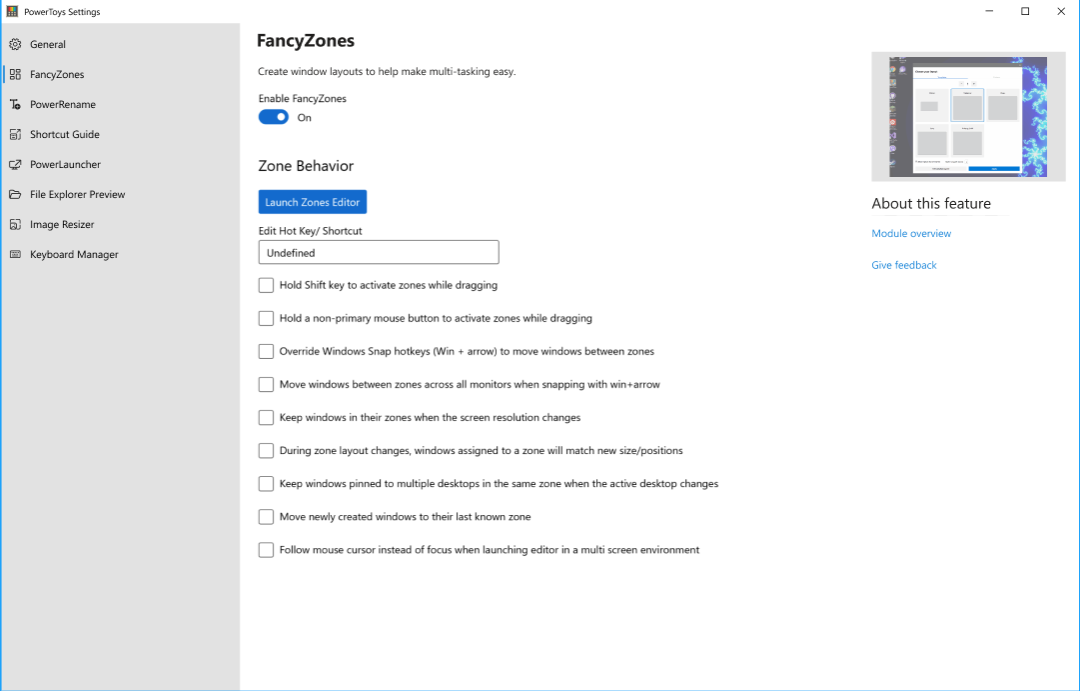 PowerToys Settings
General
FancyZones
PowerRename
Shortcut Guide
PowerLauncher
File Explorer Preview
Image Resizer
Keyboard Manager
FancyZones
Create window layouts to help make multi-tasking easy.
Enable FancyZones
On
Zone Behavior
Launch Zones Editor
Edit Hot Key/ Shortcut
Undefined
Hold Shift key to activate zones while dragging
Hold a non-primary mouse button to activate zones while dragging
Override Windows Snap hotkeys (Win + arrow) to move windows between zones
Move windows between zones across all monitors when snapping with win+arrow
Keep windows in their zones when the screen resolution changes
During zone layout changes, windows assigned to a zone will match new size/positions
Keep windows pinned to multiple desktops in the same zone when the active desktop changes
Move newly created windows to their last known zone
Follow mouse cursor instead of focus when launching editor in a multi screen environment
About this feature
Module overview
Give feedback